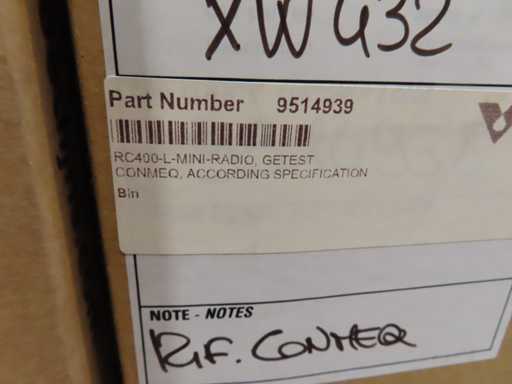 XW432
Part Number 9514939
RC400-L-MINI-RADIO, GETEST
CONMEQ, ACCORDING SPECIFICATION
Bin
NOTE - NOTES
RIF. CONMEQ